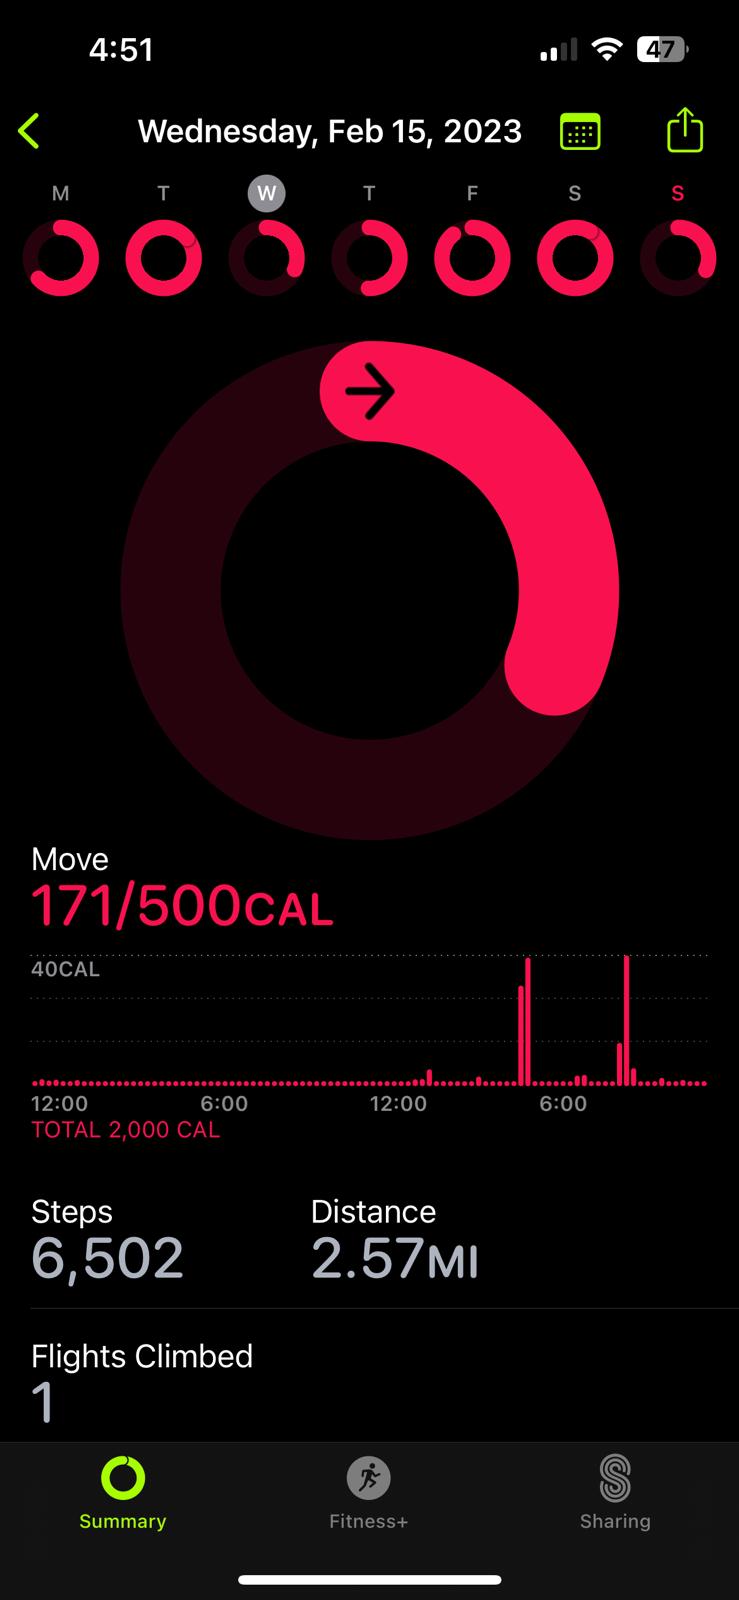 4:51
47
Wednesday, Feb 15, 2023
M T W T F S S
Move
171/500CAL
40CAL
12:00 6:00 12:00 6:00
TOTAL 2,000 CAL
Steps Distance
6,502 2.57MI
Flights Climbed
1
Summary Fitness+ Sharing